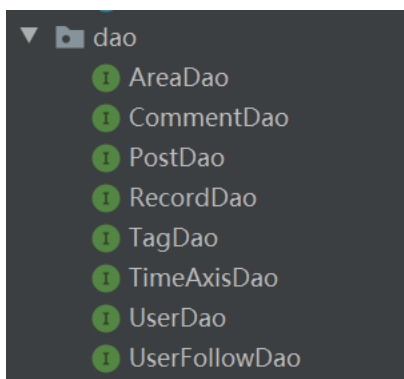 dao
I AreaDao
I CommentDao
I PostDao
I RecordDao
I TagDao
I TimeAxisDao
I UserDao
I UserFollowDao